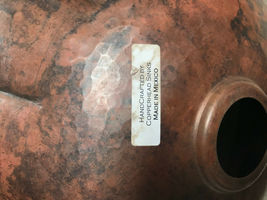 HANDCRAFTED BY
COPPERHEAD SINKS
MADE IN MEXICO